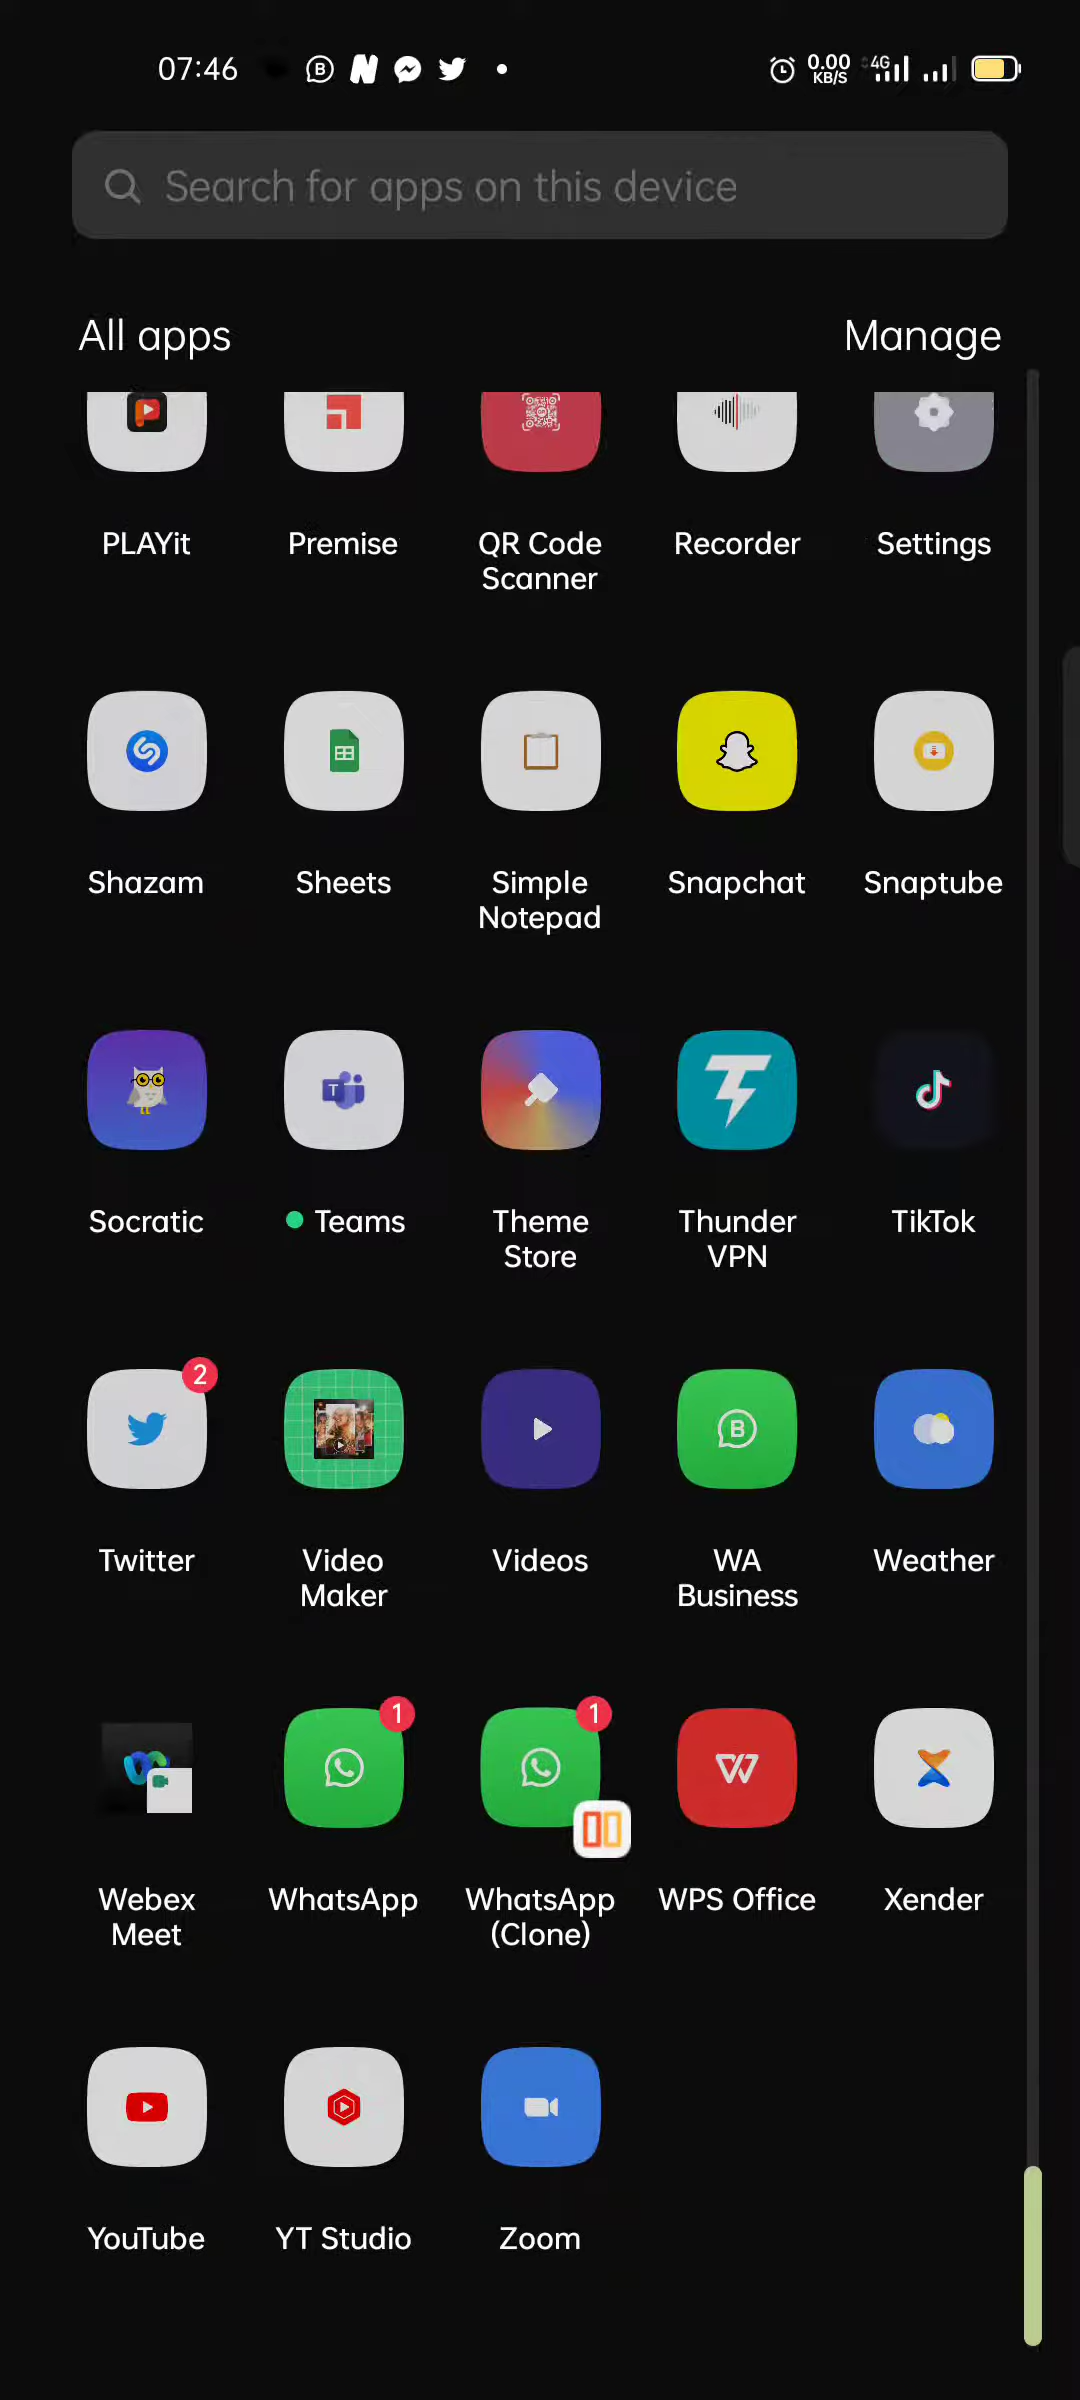 07:46
0.00
KB/S
4G
Search for apps on this device
All apps
Manage
PLAYit
Premise
QR Code
Scanner
Recorder
Settings
Shazam
Sheets
Simple
Notepad
Snapchat
Snaptube
Socratic
Teams
Theme
Store
Thunder
VPN
TikTok
2
Twitter
Video
Maker
Videos
WA
Business
Weather
Webex
Meet
1
WhatsApp
1
WhatsApp
(Clone)
WPS Office
Xender
YouTube
YT Studio
Zoom